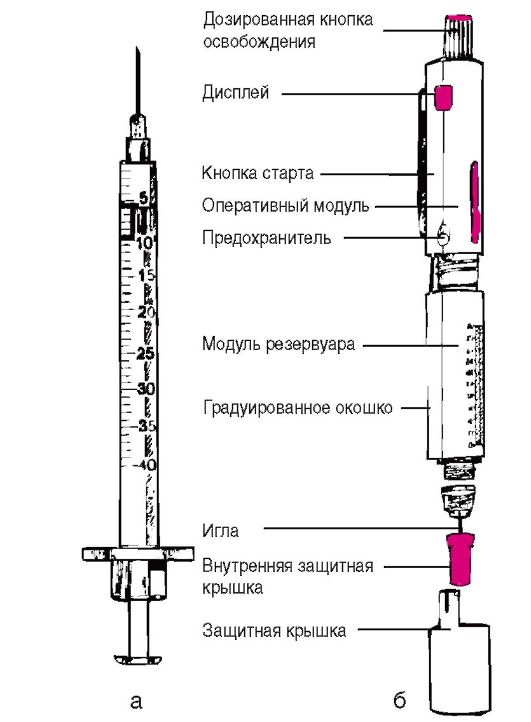 Дозированная кнопка
освобождения
Дисплей
Кнопка старта
Оперативный модуль
Предохранитель
Модуль резервуара
Градуированное окошко
Игла
Внутренняя защитная
крышка
Защитная крышка
5
10
15
20
25
30
35
40
а
б